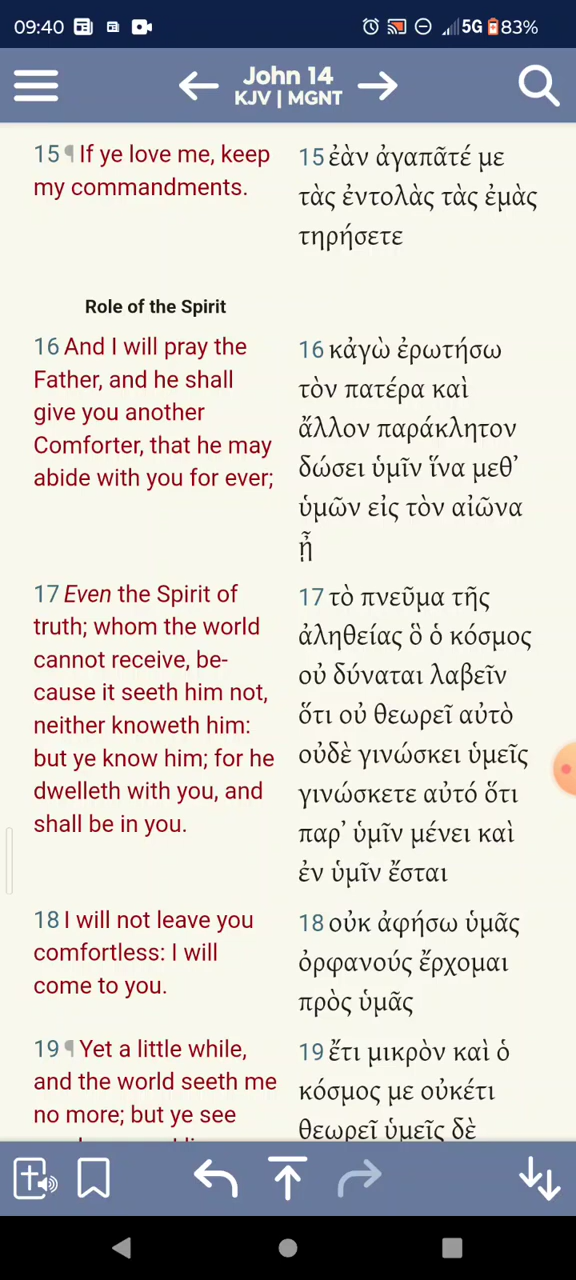 09:40
5G 83%
John 14
KJV | MGNT
15 ¶ If ye love me, keep
my commandments.
15 ἐὰν ἀγαπᾶτέ με
τὰς ἐντολὰς τὰς ἐμὰς
τηρήσετε
Role of the Spirit
16 And I will pray the
Father, and he shall
give you another
Comforter, that he may
abide with you for ever;
16 κἀγὼ ἐρωτήσω
τὸν πατέρα καὶ
ἄλλον παράκλητον
δώσει ὑμῖν ἵνα μεθ’
ὑμῶν εἰς τὸν αἰῶνα
ᾖ
17 Even the Spirit of
truth; whom the world
cannot receive, be-
cause it seeth him not,
neither knoweth him:
but ye know him; for he
dwelleth with you, and
shall be in you.
17 τὸ πνεῦμα τῆς
ἀληθείας ὃ ὁ κόσμος
οὐ δύναται λαβεῖν
ὅτι οὐ θεωρεῖ αὐτὸ
οὐδὲ γινώσκει ὑμεῖς
γινώσκετε αὐτό ὅτι
παρ’ ὑμῖν μένει καὶ
ἐν ὑμῖν ἔσται
18 I will not leave you
comfortless: I will
come to you.
18 οὐκ ἀφήσω ὑμᾶς
ὀρφανούς ἔρχομαι
πρὸς ὑμᾶς
19 ¶ Yet a little while,
and the world seeth me
no more; but ye see
19 ἔτι μικρὸν καὶ ὁ
κόσμος με οὐκέτι
θεωρεῖ ὑμεῖς δὲ